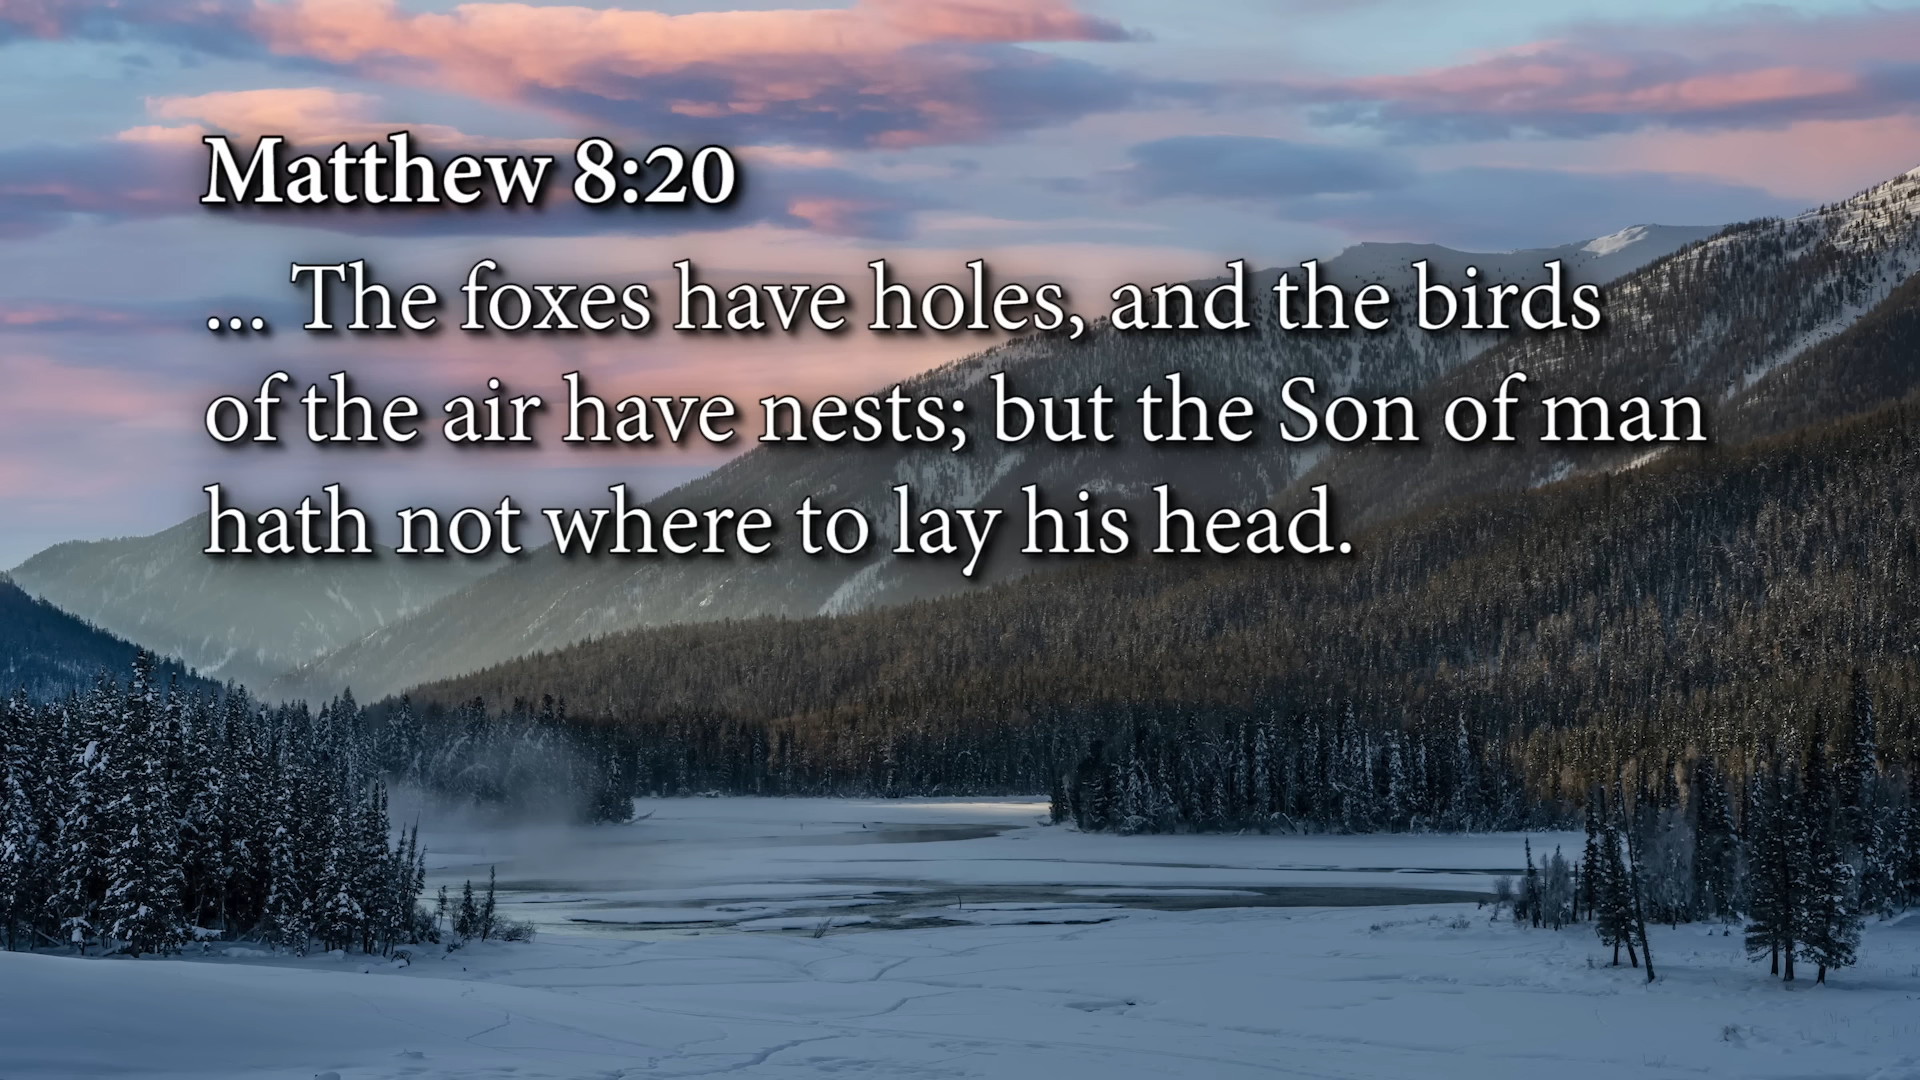 Matthew 8:20
... The foxes have holes, and the birds
of the air have nests; but the Son of man
hath not where to lay his head.